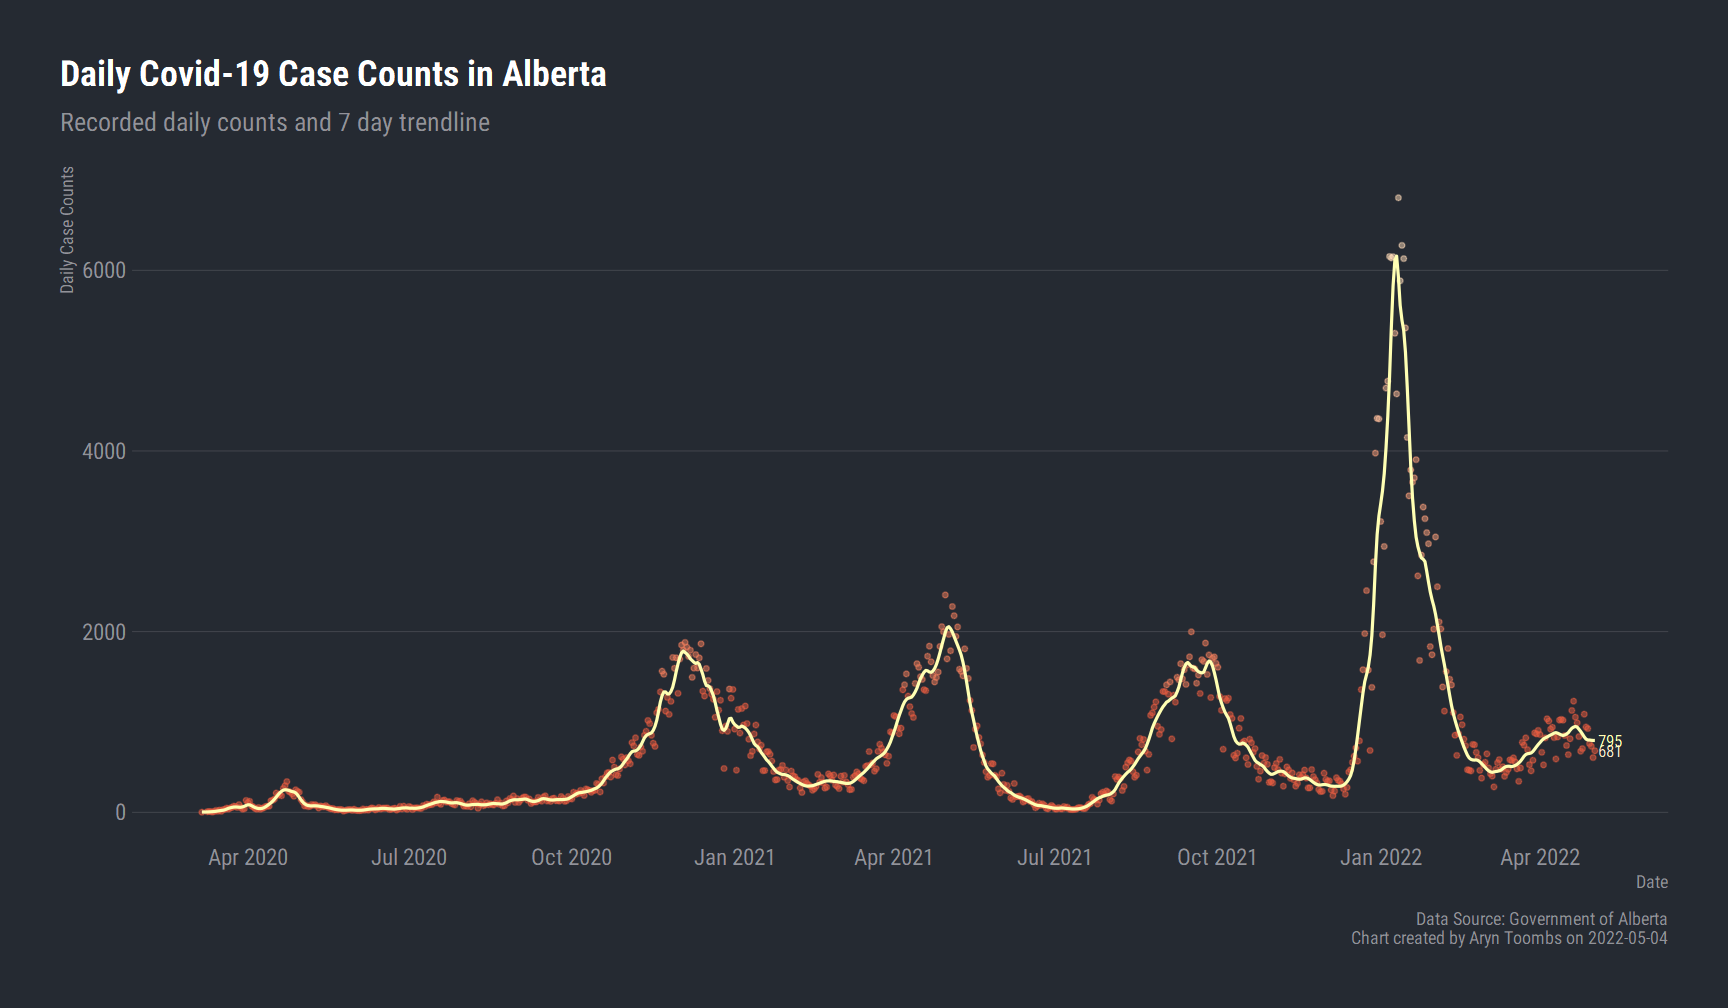 Daily Covid-19 Case Counts in Alberta
Recorded daily counts and 7 day trendline
Daily Case Counts
6000
4000
2000
0
795
681
Apr 2020
Jul 2020
Oct 2020
Jan 2021
Apr 2021
Jul 2021
Oct 2021
Jan 2022
Apr 2022
Date
Data Source: Government of Alberta
Chart created by Aryn Toombs on 2022-05-04